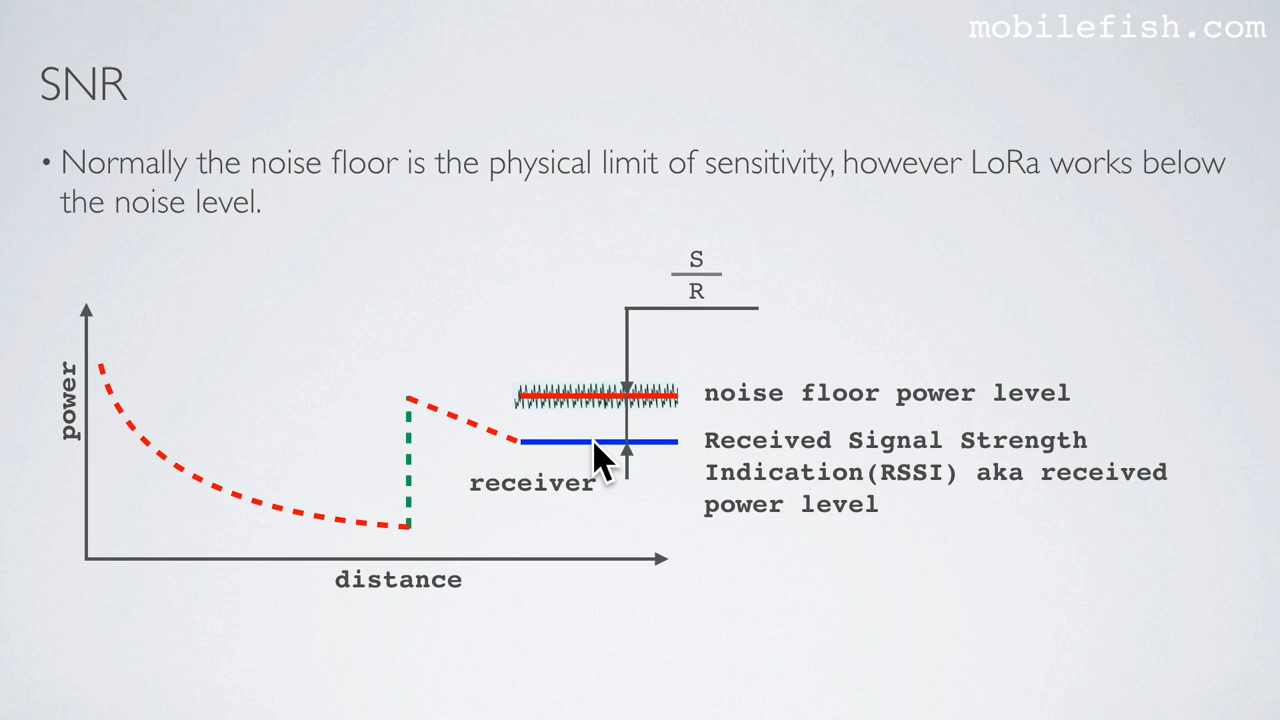 mobilefish.com
SNR
• Normally the noise floor is the physical limit of sensitivity, however LoRa works below
the noise level.
S
R
power
noise floor power level
Received Signal Strength
Indication(RSSI) aka received
power level
receiver
distance